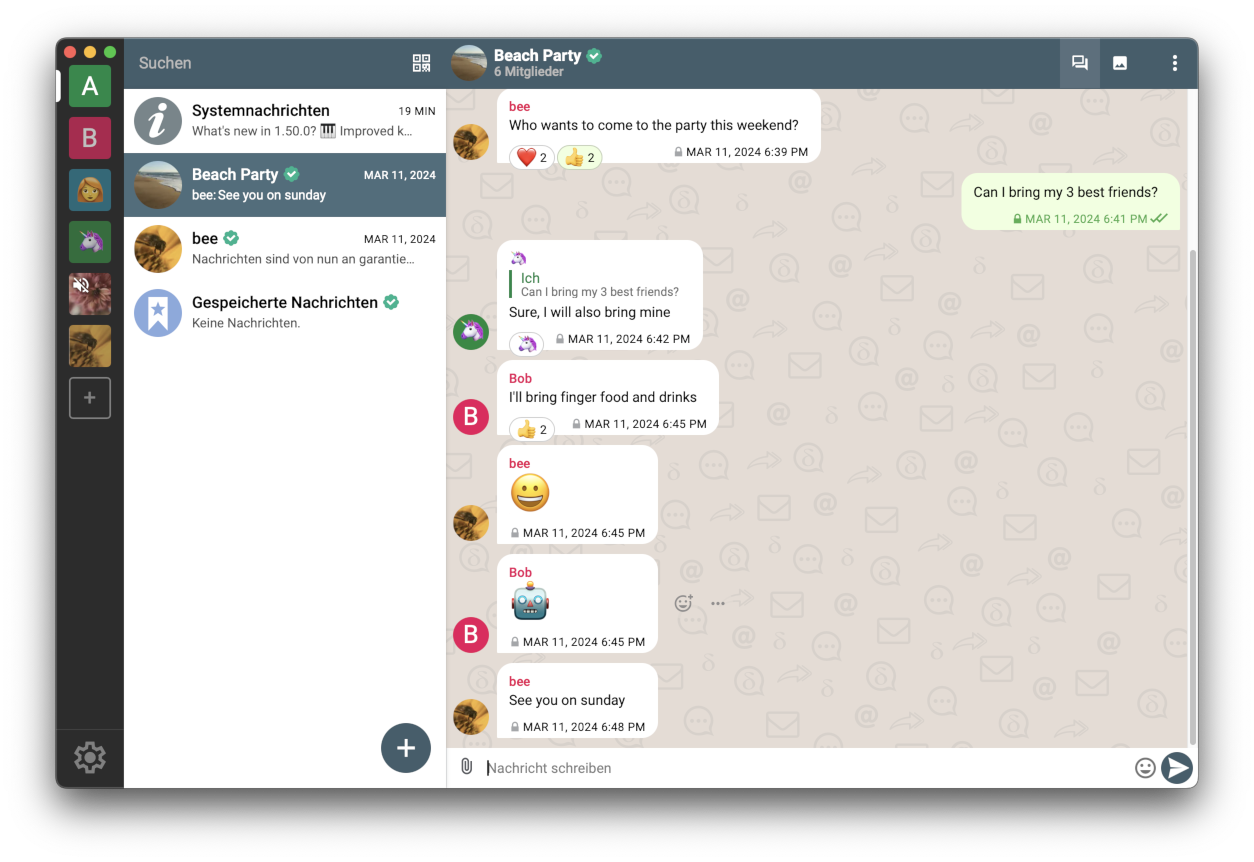 A
B
+
Suchen
Systemnachrichten
19 MIN
What's new in 1.50.0? 🎹 Improved k...
Beach Party
MAR 11, 2024
bee: See you on sunday
bee
MAR 11, 2024
Nachrichten sind von nun an garantie...
Gespeicherte Nachrichten
Keine Nachrichten.
+
Beach Party
6 Mitglieder
bee
Who wants to come to the party this weekend?
❤️ 2 👍 2 MAR 11, 2024 6:39 PM
Can I bring my 3 best friends?
MAR 11, 2024 6:41 PM
🦄
Ich
Can I bring my 3 best friends?
Sure, I will also bring mine
🦄 MAR 11, 2024 6:42 PM
Bob
I'll bring finger food and drinks
B
👍 2 MAR 11, 2024 6:45 PM
bee
😀
MAR 11, 2024 6:45 PM
Bob
🤖
B
MAR 11, 2024 6:45 PM
bee
See you on sunday
MAR 11, 2024 6:48 PM
Nachricht schreiben